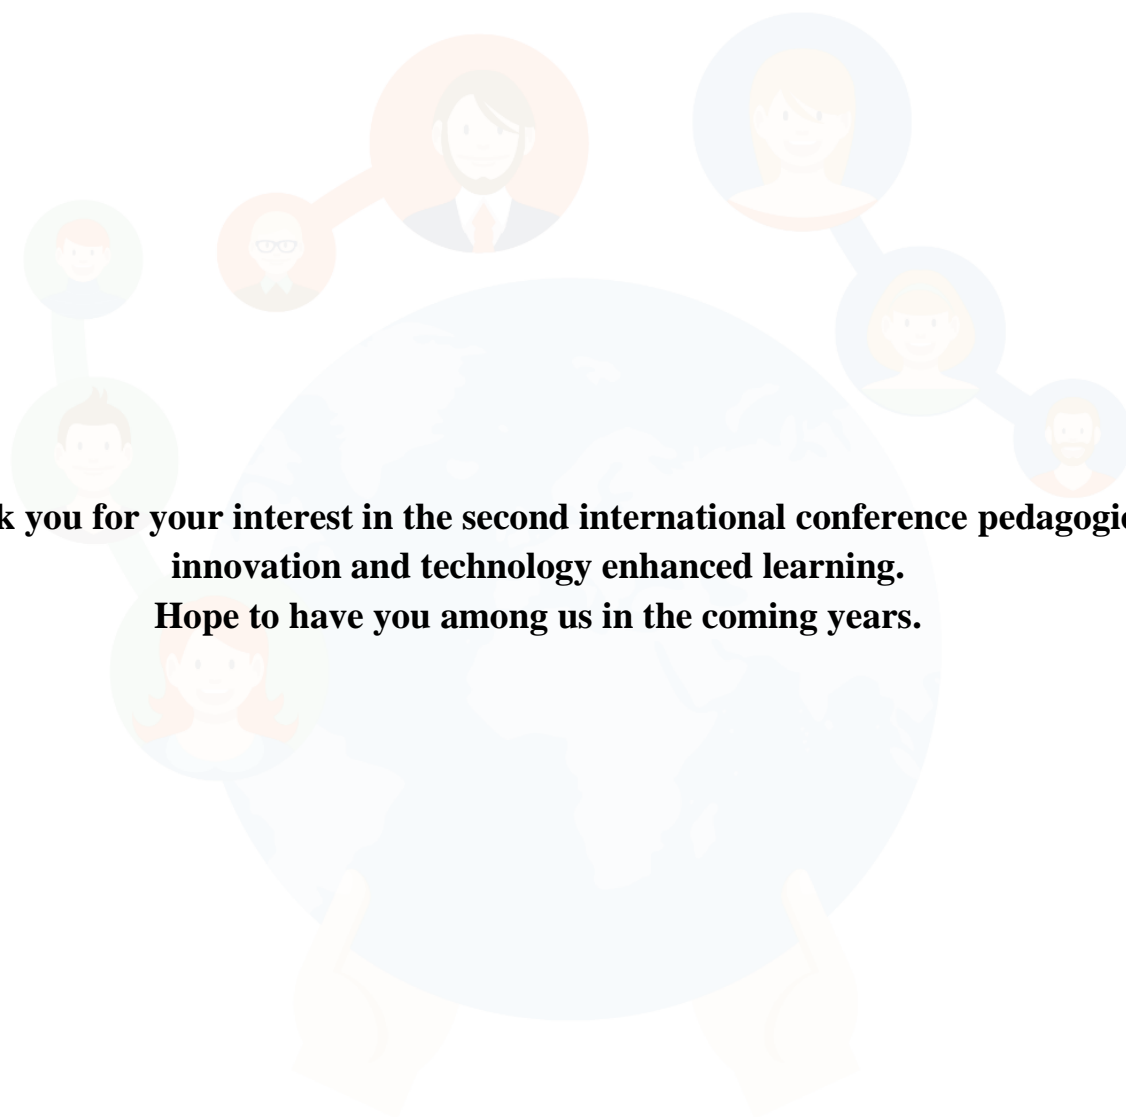 k you for your interest in the second international conference pedagogic
innovation and technology enhanced learning.
Hope to have you among us in the coming years.